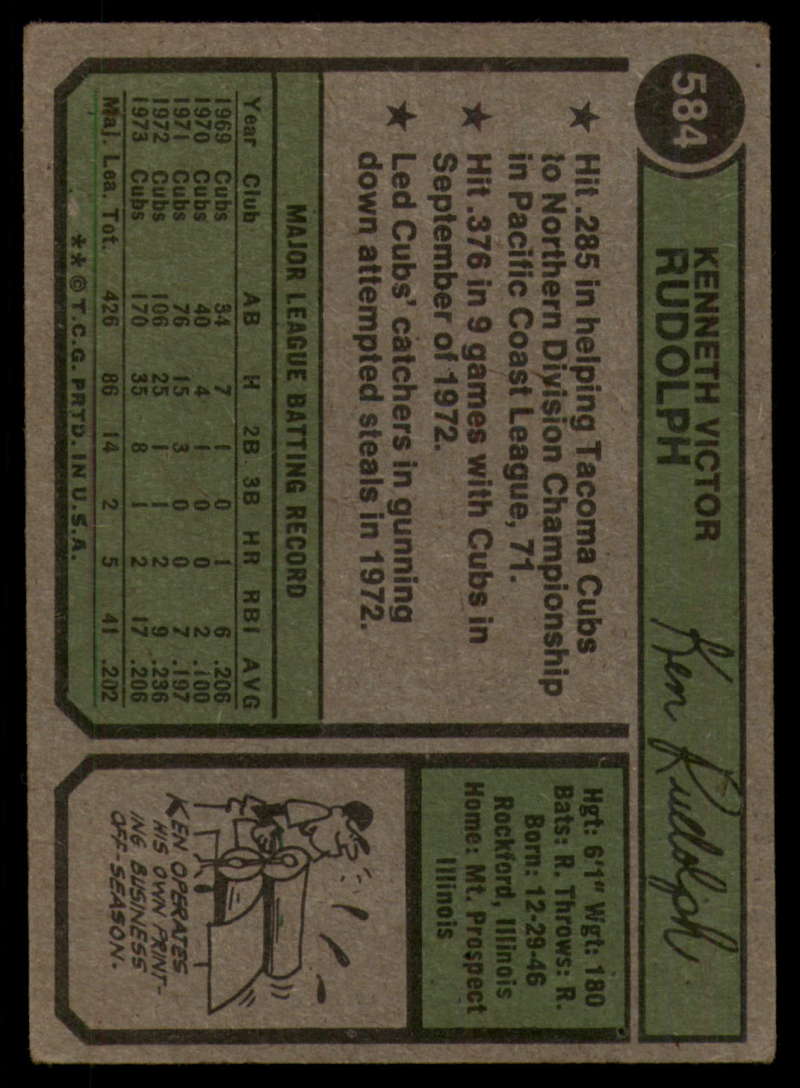 584
KENNETH VICTOR
RUDOLPH
Ken Rudolph
★ Hit .285 in helping Tacoma Cubs
to Northern Division Championship
in Pacific Coast League, 71.
★ Hit .376 in 9 games with Cubs in
September of 1972.
★ Led Cubs' catchers in gunning
down attempted steals in 1972.
Hgt: 6'1" Wgt: 180
Bats: R. Throws: R.
Born: 12-29-46
Rockford, Illinois
Home: Mt. Prospect
Illinois
MAJOR LEAGUE BATTING RECORD
Year Club AB H 2B 3B HR RBI AVG
1969 Cubs 34 7 1 0 1 6 .206
1970 Cubs 40 4 1 0 0 2 .100
1971 Cubs 76 15 3 0 0 7 .197
1972 Cubs 106 25 1 1 2 9 .236
1973 Cubs 170 35 8 1 2 17 .206
Maj. Lea. Tot. 426 86 14 2 5 41 .202
**©T.C.G. PRTD. IN U.S.A.
KEN OPERATES
HIS OWN PRINT-
ING BUSINESS
OFF-SEASON.